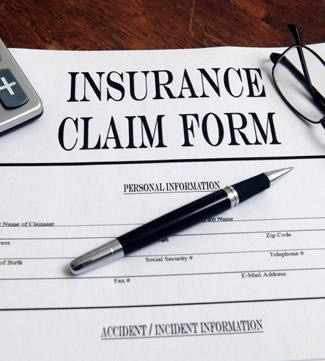 INSURANCE
CLAIM FORM
PERSONAL INFORMATION
Name of Claimant
Zip Code
of Birth
Social Security #
Telephone #
Fax #
E-Mail Address
ACCIDENT / INCIDENT INFORMATION